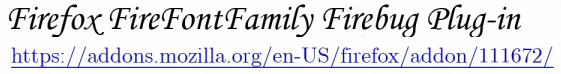 Firefox FireFontFamily Firebug Plug-in
https://addons.mozilla.org/en-US/firefox/addon/111672/